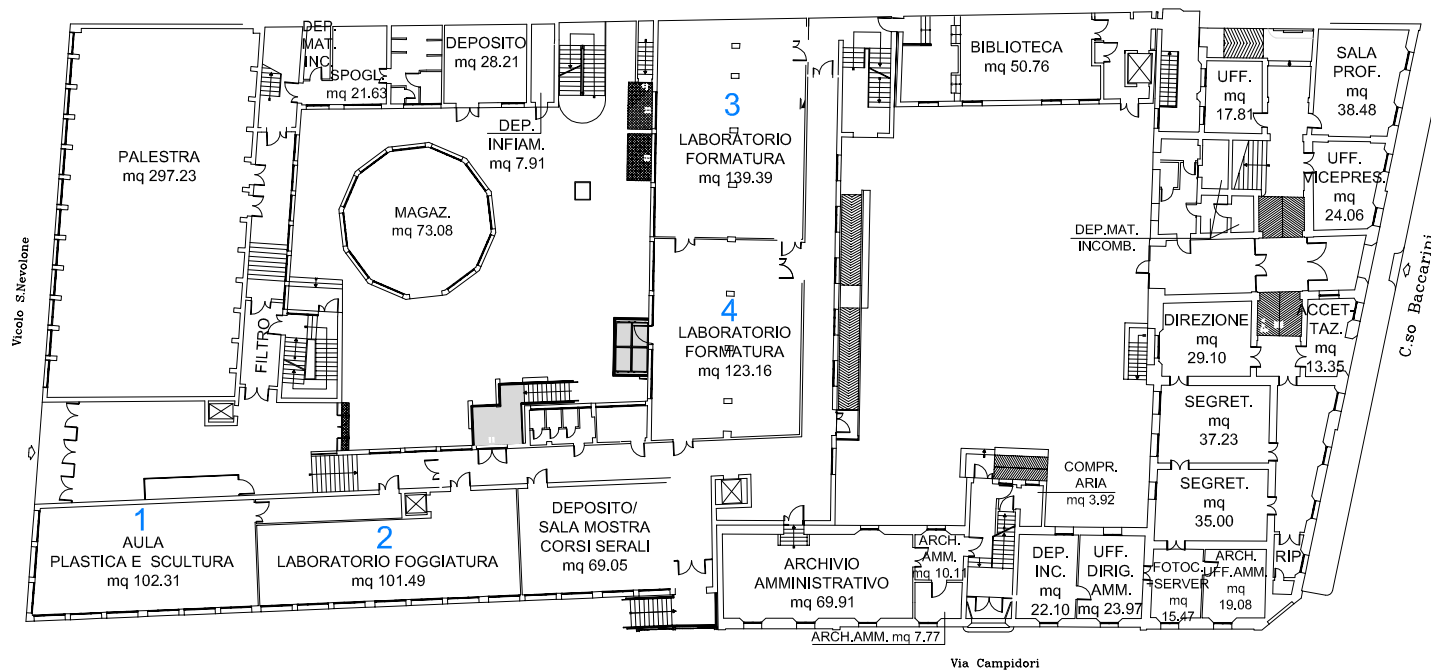 PALESTRA
mq 297.23
DEP.
MAT.
INC.
SPOGL.
mq 21.63
DEPOSITO
mq 28.21
DEP.
INFIAM.
mq 7.91
MAGAZ.
mq 73.08
3
LABORATORIO
FORMATURA
mq 139.39
4
LABORATORIO
FORMATURA
mq 123.16
BIBLIOTECA
mq 50.76
UFF.
mq
17.81
SALA
PROF.
mq
38.48
UFF.
VICEPRES.
mq
24.06
DEP.MAT.
INCOMB.
DIREZIONE
mq
29.10
ACCET-
TAZ.
mq
13.35
SEGRET.
mq
37.23
SEGRET.
mq
35.00
COMPR.
ARIA
mq 3.92
FILTRO
1
AULA
PLASTICA E SCULTURA
mq 102.31
2
LABORATORIO FOGGIATURA
mq 101.49
DEPOSITO/
SALA MOSTRA
CORSI SERALI
mq 69.05
ARCHIVIO
AMMINISTRATIVO
mq 69.91
ARCH.
AMM.
mq 10.11
ARCH.AMM. mq 7.77
DEP.
INC.
mq
22.10
UFF.
DIRIG.
AMM.
mq 23.97
FOTOC.
+SERVER
mq
15.47
ARCH.
UFF.AMM.
mq
19.08
RIP.
Vicolo S.Nevolone
C.so Baccarini
Via Campidori